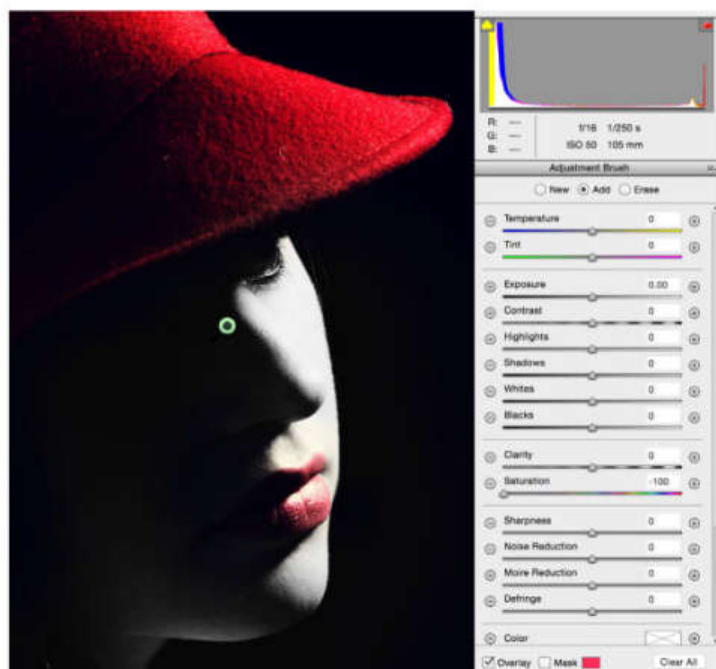 R: ---
G: ---
B: ---
f/16 1/250 s
ISO 50 105 mm
Adjustment Brush
New Add Erase
Temperature 0
Tint 0
Exposure 0.00
Contrast 0
Highlights 0
Shadows 0
Whites 0
Blacks 0
Clarity 0
Saturation -100
Sharpness 0
Noise Reduction 0
Moire Reduction 0
Defringe 0
Color
Overlay Mask Clear All